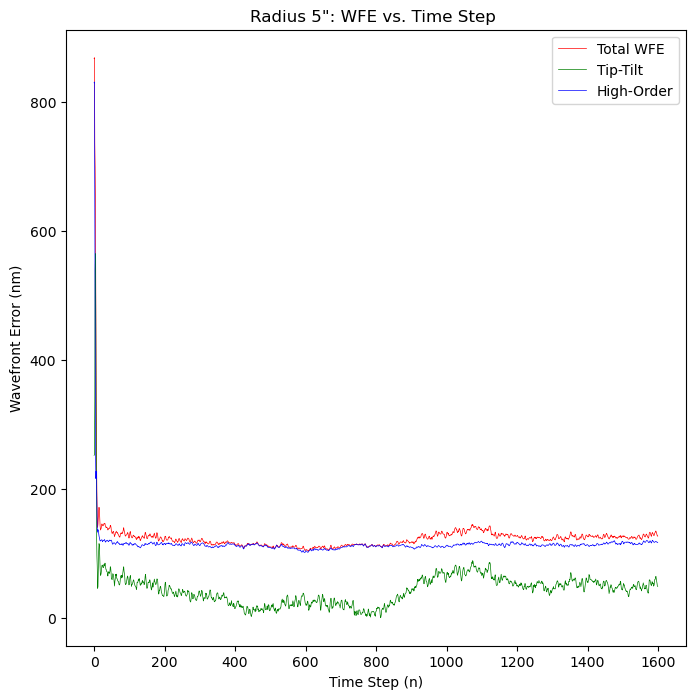 Radius 5": WFE vs. Time Step
Total WFE
Tip-Tilt
High-Order
Wavefront Error (nm)
800
600
400
200
0
0 200 400 600 800 1000 1200 1400 1600
Time Step (n)